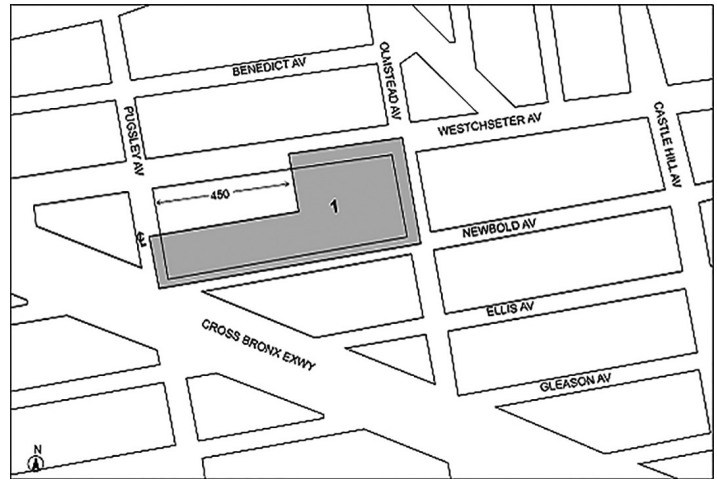 BENEDICT AV
OLMSTEAD AV
PUGSLEY AV
WESTCHSETER AV
CASTLE HILL AV
450
1
NEWBOLD AV
ELLIS AV
CROSS BRONX EXWY
GLEASON AV
N